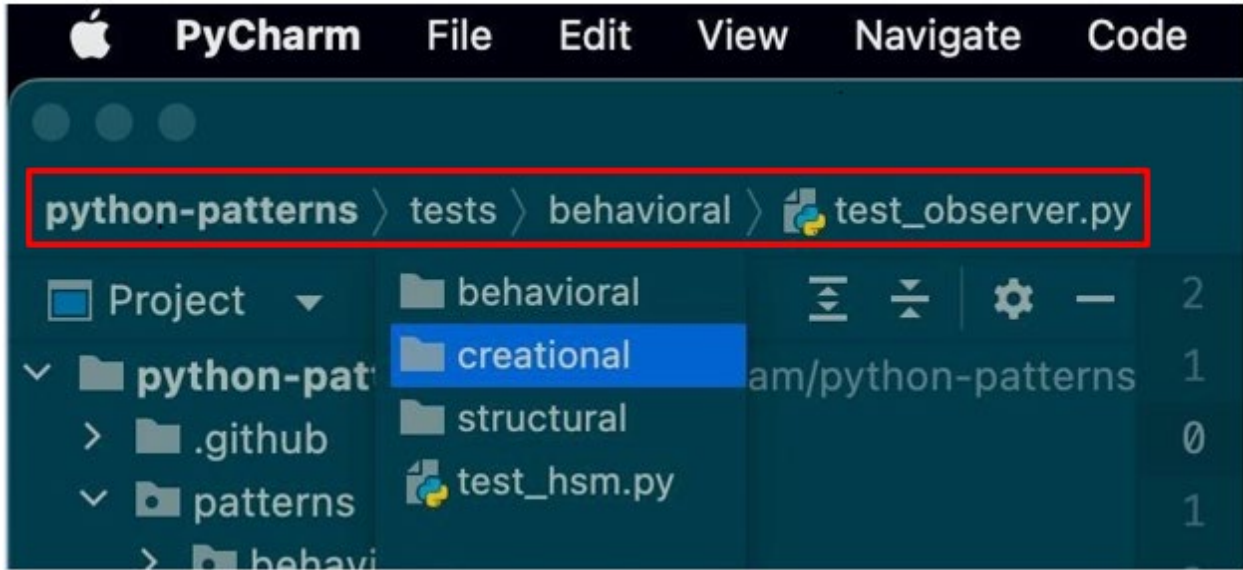 PyCharm File Edit View Navigate Code
python-patterns 〉 tests 〉 behavioral 〉 test_observer.py
Project
behavioral
creational
structural
test_hsm.py
python-pat
am/python-patterns
.github
patterns
behavi
2
1
0
1